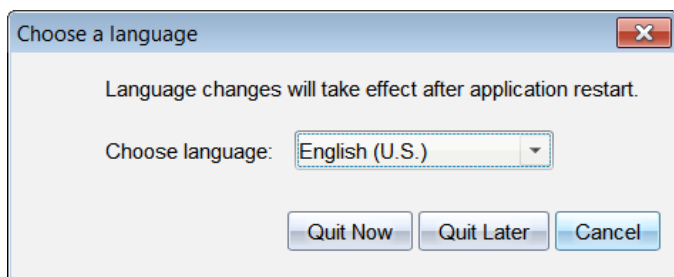 Choose a language
Language changes will take effect after application restart.
Choose language: English (U.S.)
Quit Now Quit Later Cancel